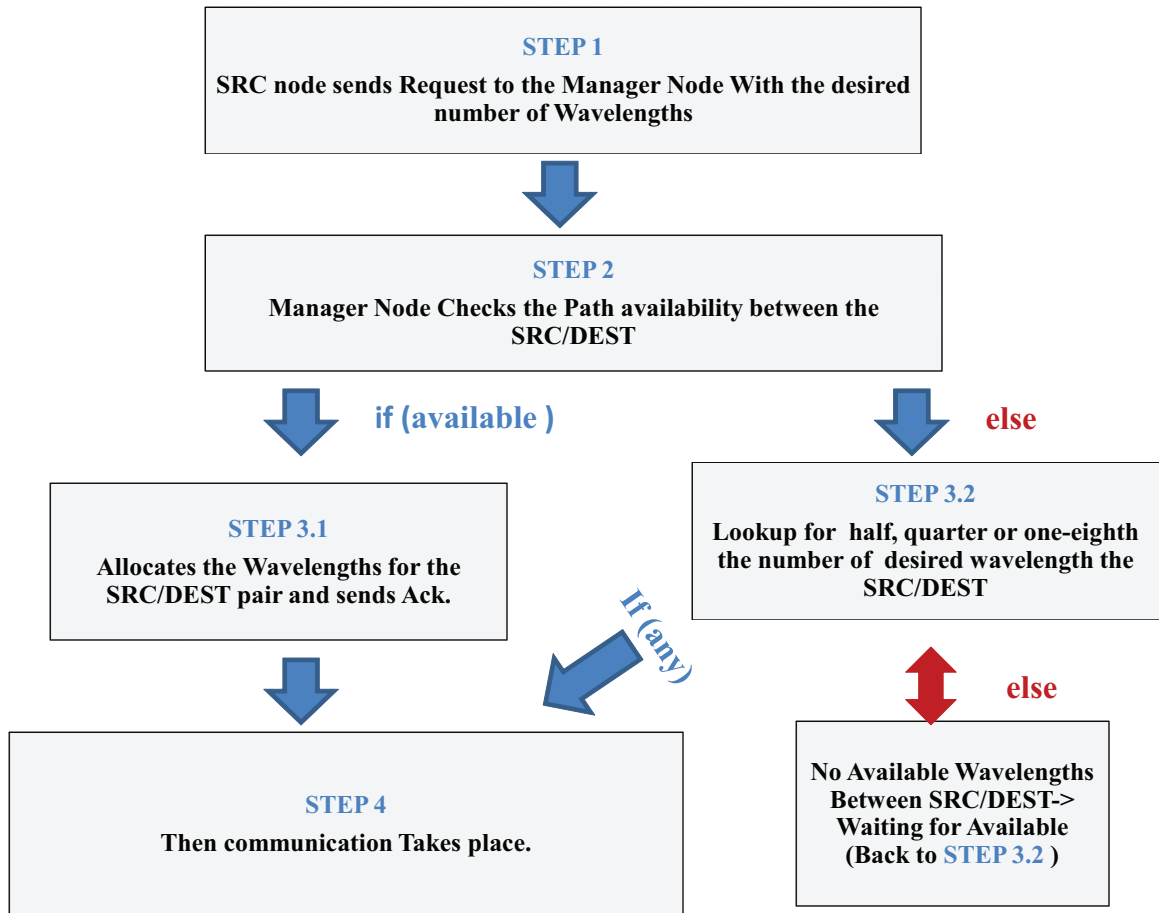 STEP 1
SRC node sends Request to the Manager Node With the desired
number of Wavelengths
STEP 2
Manager Node Checks the Path availability between the
SRC/DEST
if (available )
else
STEP 3.1
Allocates the Wavelengths for the
SRC/DEST pair and sends Ack.
STEP 3.2
Lookup for half, quarter or one-eighth
the number of desired wavelength the
SRC/DEST
If (any)
else
STEP 4
Then communication Takes place.
No Available Wavelengths
Between SRC/DEST->
Waiting for Available
(Back to STEP 3.2 )